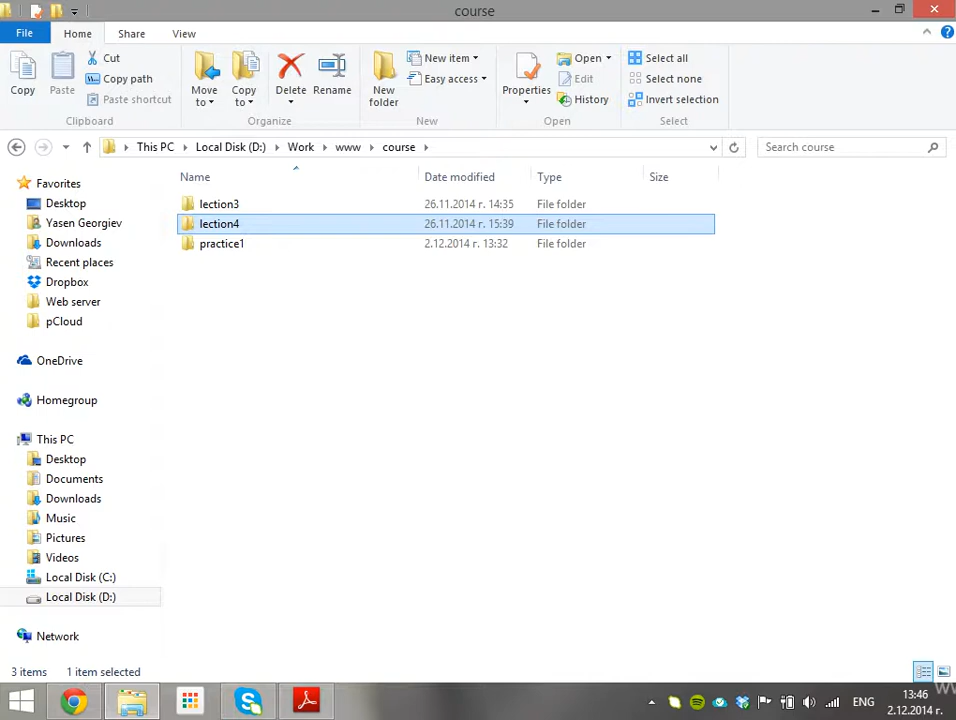 course
File Home Share View
Copy Paste Cut Copy path Paste shortcut Move to Copy to Delete Rename New folder New item Easy access Properties Open Edit History Select all Select none Invert selection
Clipboard Organize New Open Select
This PC Local Disk (D:) Work www course Search course
Name Date modified Type Size
Favorites
lection3 26.11.2014 г. 14:35 File folder
Desktop
lection4 26.11.2014 г. 15:39 File folder
Yasen Georgiev
practice1 2.12.2014 г. 13:32 File folder
Downloads
Recent places
Dropbox
Web server
pCloud
OneDrive
Homegroup
This PC
Desktop
Documents
Downloads
Music
Pictures
Videos
Local Disk (C:)
Local Disk (D:)
Network
3 items 1 item selected
ENG 13:46
2.12.2014 г.